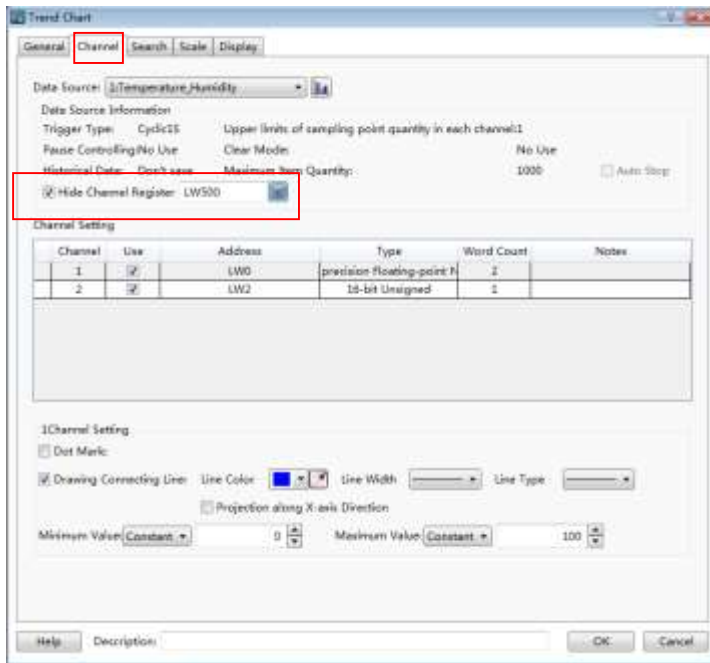 Trend Chart
General Channel Search Scale Display
Data Source: 1:Temperature_Humidity
Data Source Information
Trigger Type: Cyclic1S Upper limits of sampling point quantity in each channel:1
Pause Controlling:No Use Clear Mode: No Use
Historical Data: Don't save Maximum Item Quantity: 1000 Auto Stop
Hide Channel Register LW500
Channel Setting
Channel Use Address Type Word Count Notes
1 LW0 precision floating-point N 2
2 LW2 16-bit Unsigned 1
1Channel Setting
Dot Mark:
Drawing Connecting Line: Line Color Line Width Line Type
Projection along X-axis Direction
Minimum Value: Constant 0 Maximum Value: Constant 100
Help Description: OK Cancel